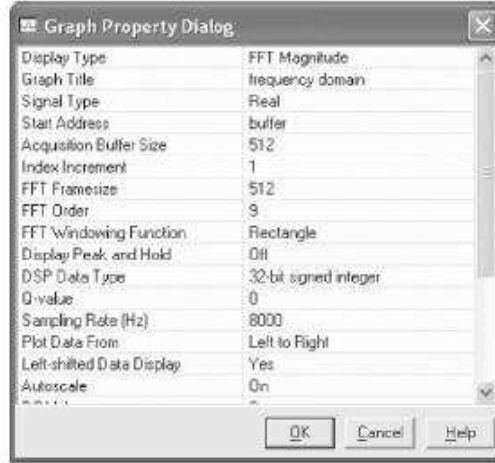 Graph Property Dialog
Display Type FFT Magnitude
Graph Title frequency domain
Signal Type Real
Start Address buffer
Acquisition Buffer Size 512
Index Increment 1
FFT Framesize 512
FFT Order 9
FFT Windowing Function Rectangle
Display Peak and Hold Off
DSP Data Type 32-bit signed integer
Q-value 0
Sampling Rate (Hz) 8000
Plot Data From Left to Right
Left-shifted Data Display Yes
Autoscale On
OK Cancel Help